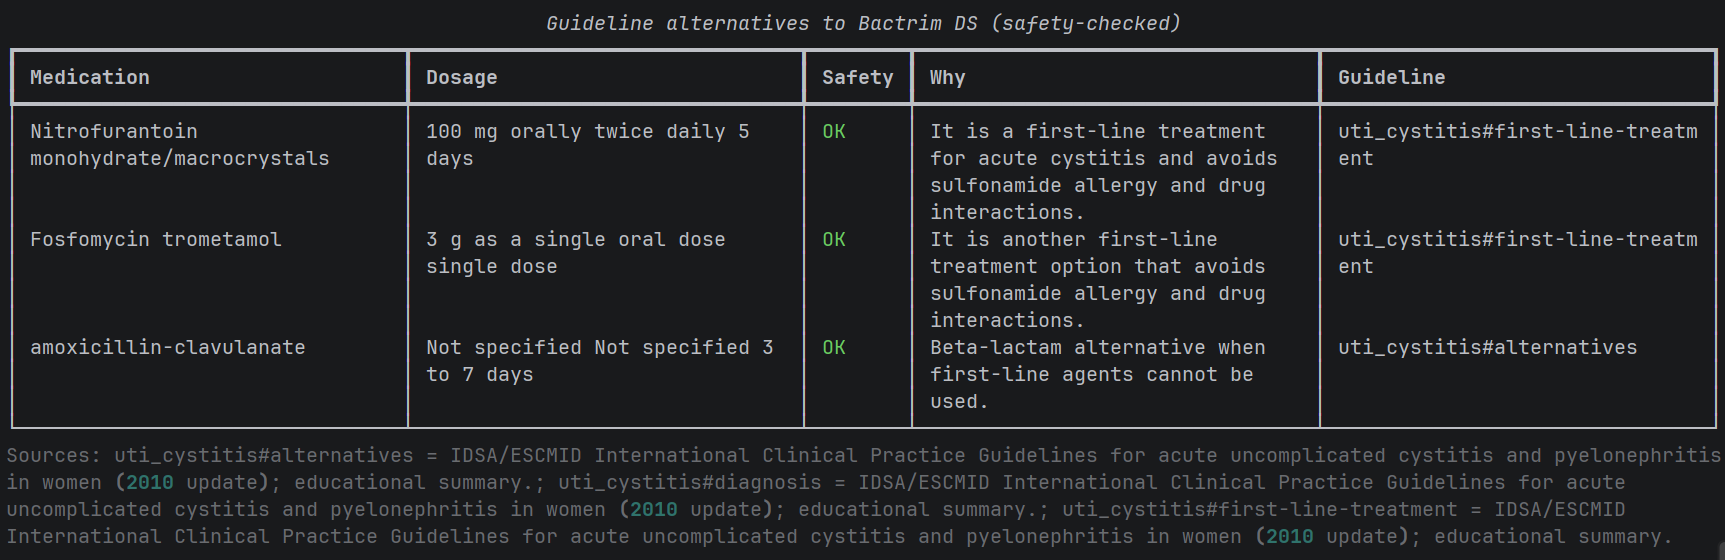 Guideline alternatives to Bactrim DS (safety-checked)
Medication Dosage Safety Why Guideline
Nitrofurantoin 100 mg orally twice daily 5 OK It is a first-line treatment uti_cystitis#first-line-treatm
monohydrate/macrocrystals days for acute cystitis and avoids ent
sulfonamide allergy and drug
interactions.
Fosfomycin trometamol 3 g as a single oral dose OK It is another first-line uti_cystitis#first-line-treatm
single dose treatment option that avoids ent
sulfonamide allergy and drug
interactions.
amoxicillin-clavulanate Not specified Not specified 3 OK Beta-lactam alternative when uti_cystitis#alternatives
to 7 days first-line agents cannot be
used.
Sources: uti_cystitis#alternatives = IDSA/ESCMID International Clinical Practice Guidelines for acute uncomplicated cystitis and pyelonephritis
in women (2010 update); educational summary.; uti_cystitis#diagnosis = IDSA/ESCMID International Clinical Practice Guidelines for acute
uncomplicated cystitis and pyelonephritis in women (2010 update); educational summary.; uti_cystitis#first-line-treatment = IDSA/ESCMID
International Clinical Practice Guidelines for acute uncomplicated cystitis and pyelonephritis in women (2010 update); educational summary.